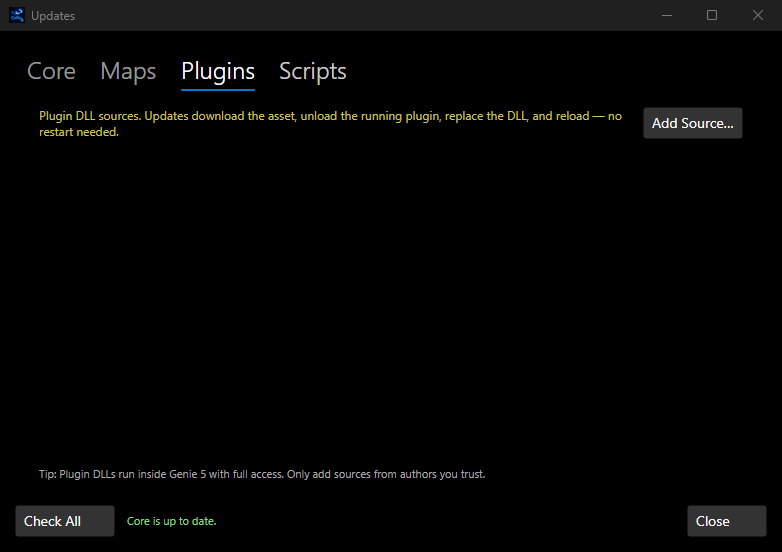 Updates
Core Maps Plugins Scripts
Plugin DLL sources. Updates download the asset, unload the running plugin, replace the DLL, and reload — no
restart needed.
Add Source...
Tip: Plugin DLLs run inside Genie 5 with full access. Only add sources from authors you trust.
Check All
Core is up to date.
Close